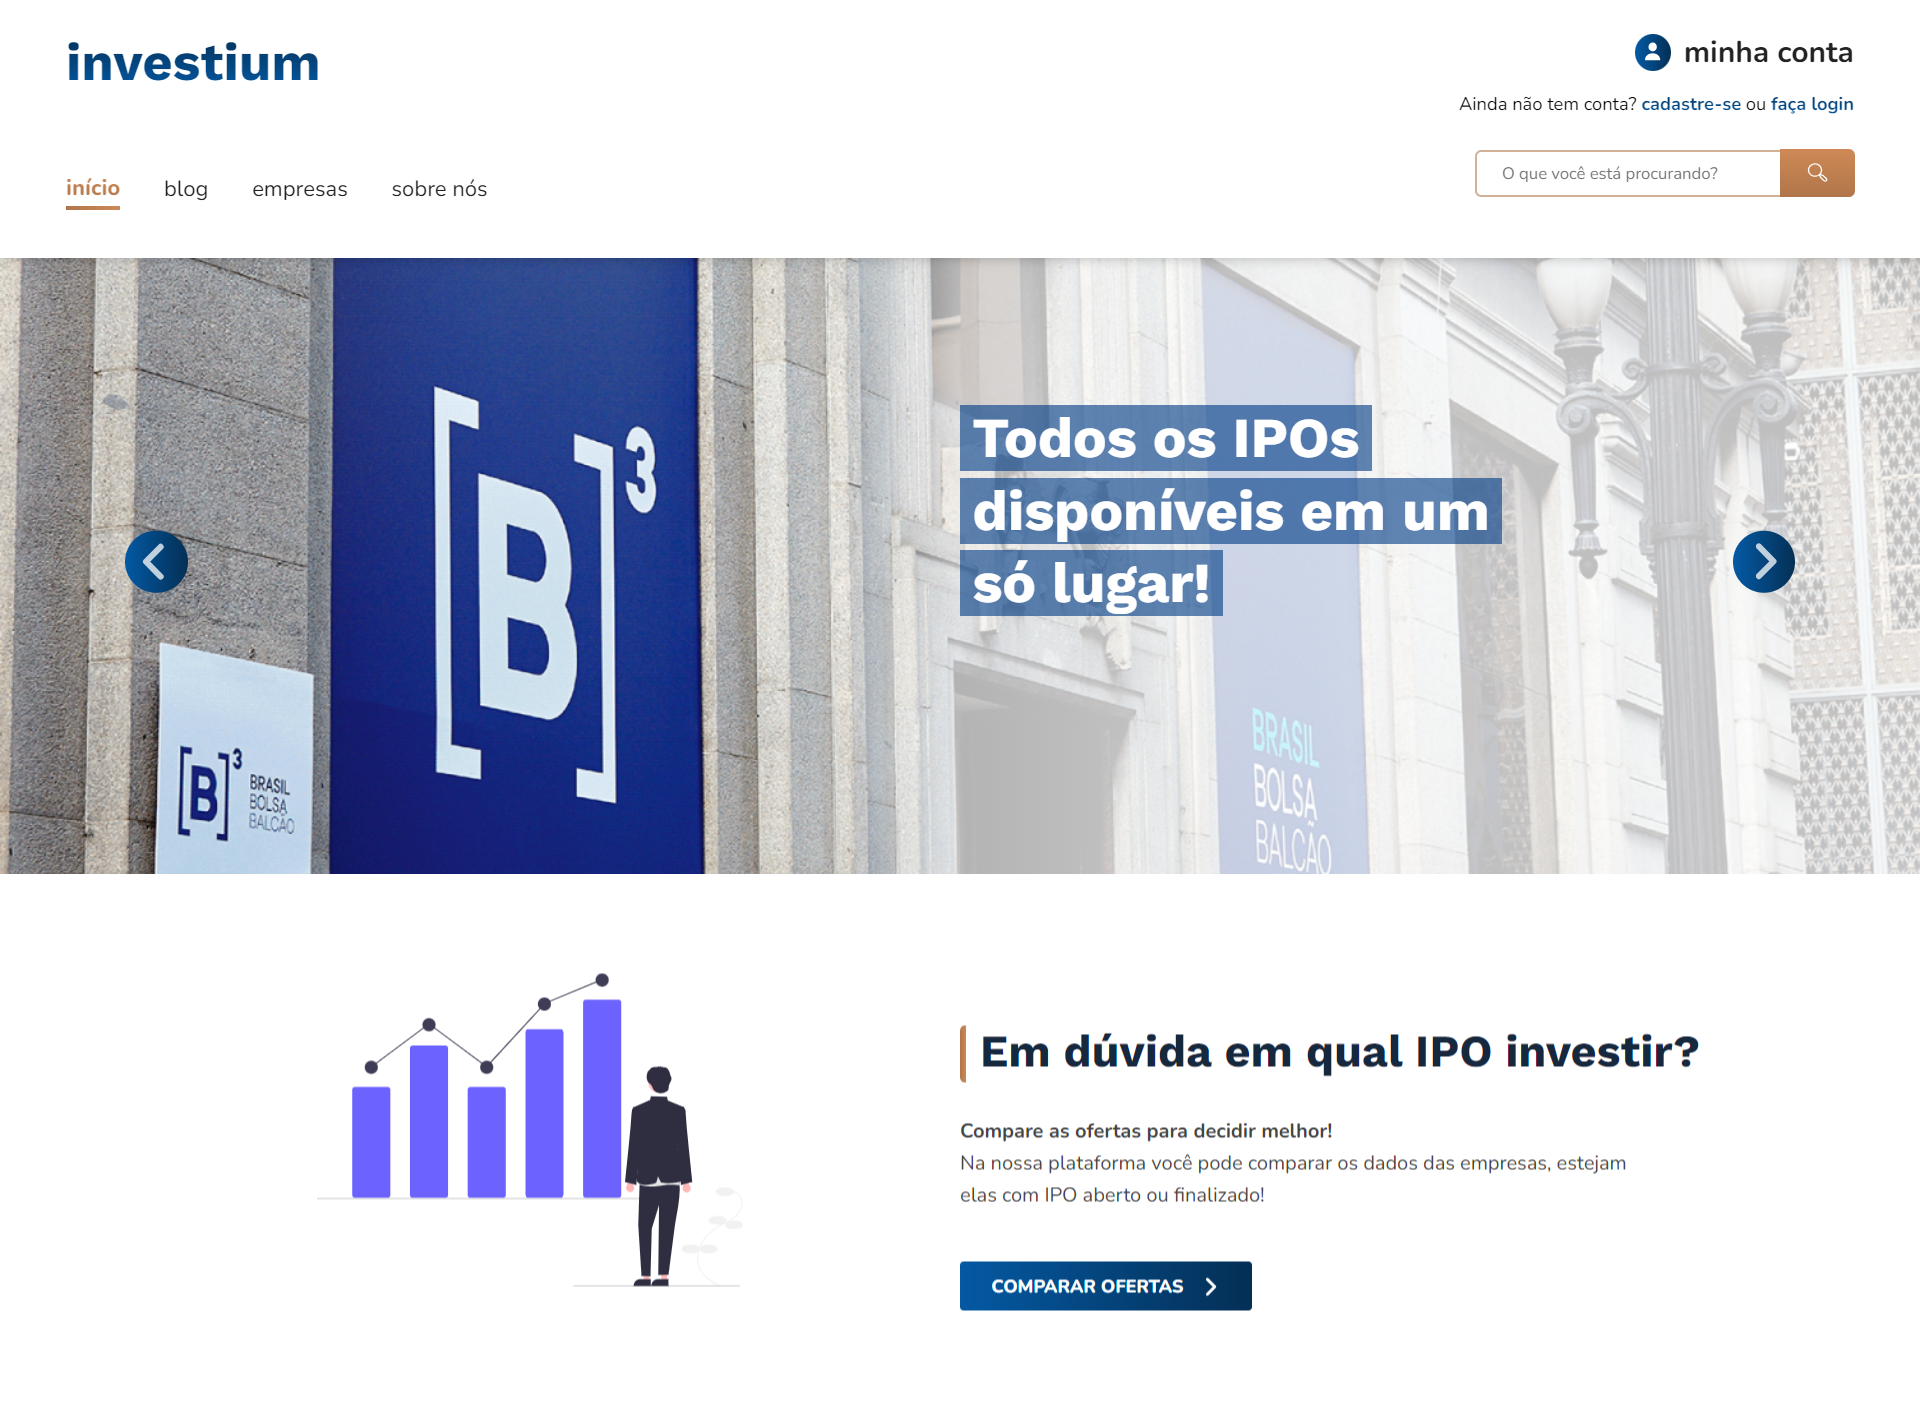 investium
minha conta
Ainda não tem conta? cadastre-se ou faça login
início
blog
empresas
sobre nós
O que você está procurando?
[B]³
Todos os IPOs
disponíveis em um
só lugar!
[B]³
BRASIL
BOLSA
BALCÃO
BRASIL
BOLSA
BALCÃO
Em dúvida em qual IPO investir?
Compare as ofertas para decidir melhor!
Na nossa plataforma você pode comparar os dados das empresas, estejam
elas com IPO aberto ou finalizado!
COMPARAR OFERTAS